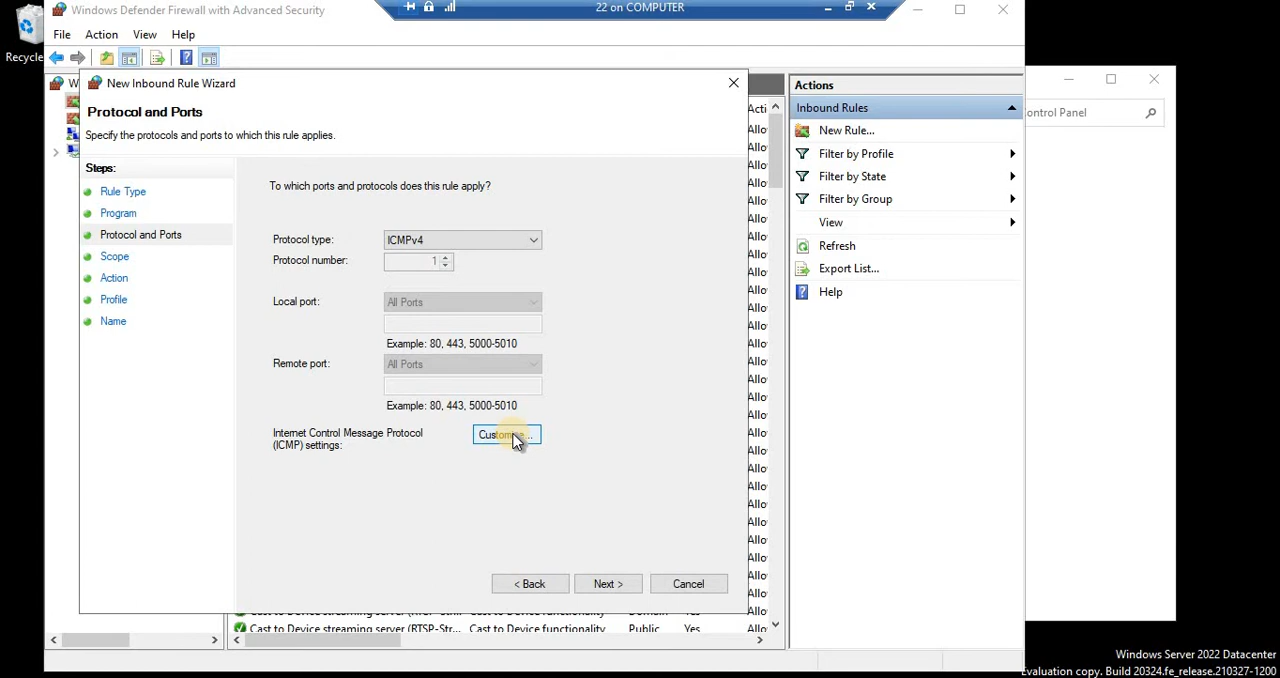 Windows Defender Firewall with Advanced Security
22 on COMPUTER
File Action View Help
Recycle
New Inbound Rule Wizard
Protocol and Ports
Specify the protocols and ports to which this rule applies.
Steps:
Rule Type
Program
Protocol and Ports
Scope
Action
Profile
Name
To which ports and protocols does this rule apply?
Protocol type: ICMPv4
Protocol number: 1
Local port: All Ports
Example: 80, 443, 5000-5010
Remote port: All Ports
Example: 80, 443, 5000-5010
Internet Control Message Protocol
(ICMP) settings:
< Back Next > Cancel
Cast to Device streaming server (RTSP-Str... Cast to Device functionality Public Yes
Actions
Inbound Rules
New Rule...
Filter by Profile
Filter by State
Filter by Group
View
Refresh
Export List...
Help
ontrol Panel
Windows Server 2022 Datacenter
Evaluation copy. Build 20324.fe_release.210327-1200